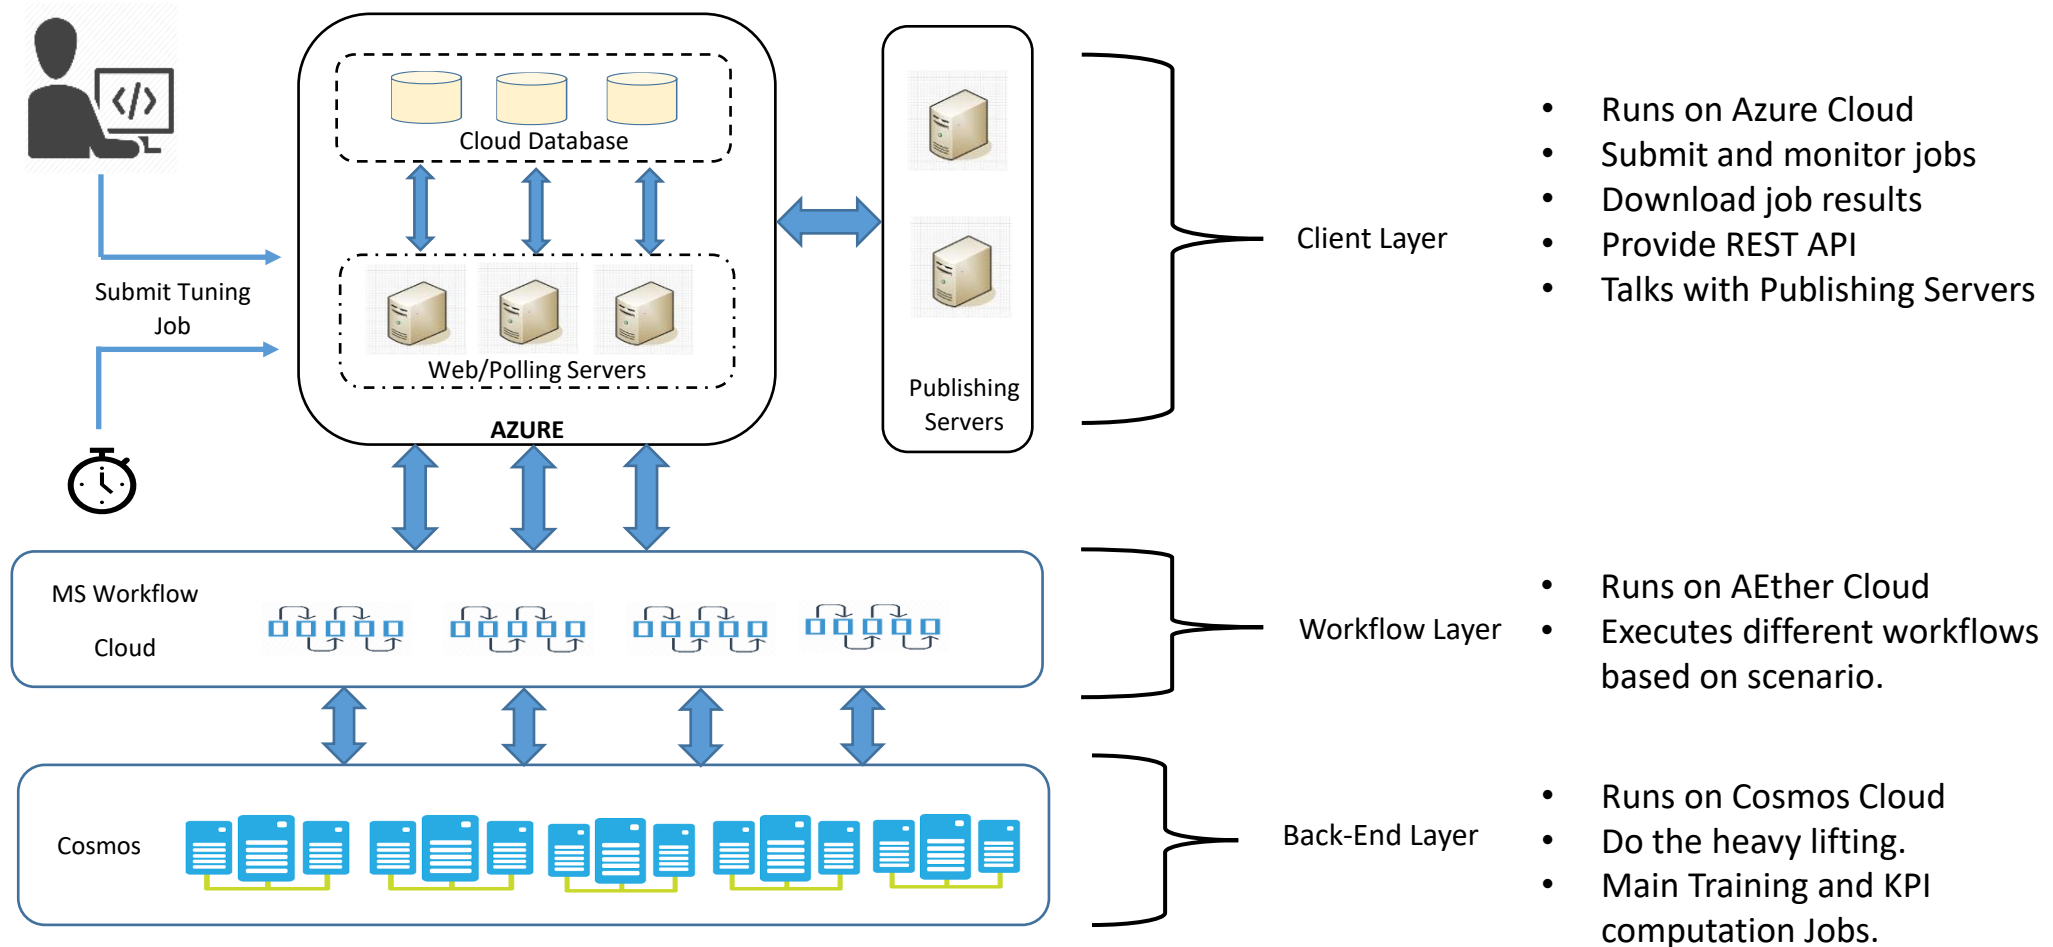 </>
Cloud Database
Submit Tuning
Job
Web/Polling Servers
AZURE
Publishing
Servers
Client Layer
• Runs on Azure Cloud
• Submit and monitor jobs
• Download job results
• Provide REST API
• Talks with Publishing Servers
MS Workflow
Cloud
Workflow Layer
• Runs on AEther Cloud
• Executes different workflows
based on scenario.
Cosmos
Back-End Layer
• Runs on Cosmos Cloud
• Do the heavy lifting.
• Main Training and KPI
computation Jobs.